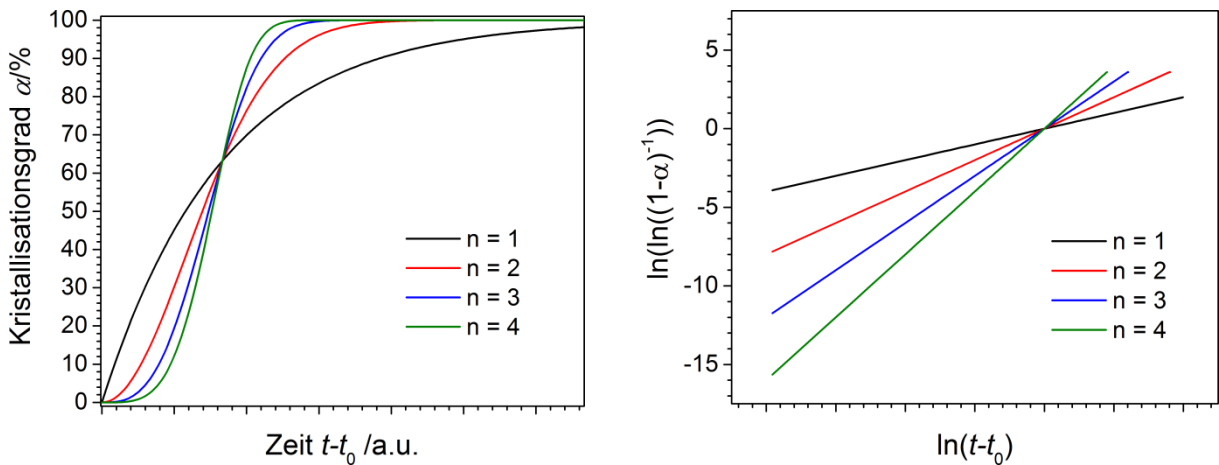 100
90
80
70
60
50
40
30
20
10
0
Kristallisationsgrad α/%
n = 1
n = 2
n = 3
n = 4
Zeit t-t₀ /a.u.
5
0
-5
-10
-15
ln(ln((1-α)⁻¹))
n = 1
n = 2
n = 3
n = 4
ln(t-t₀)